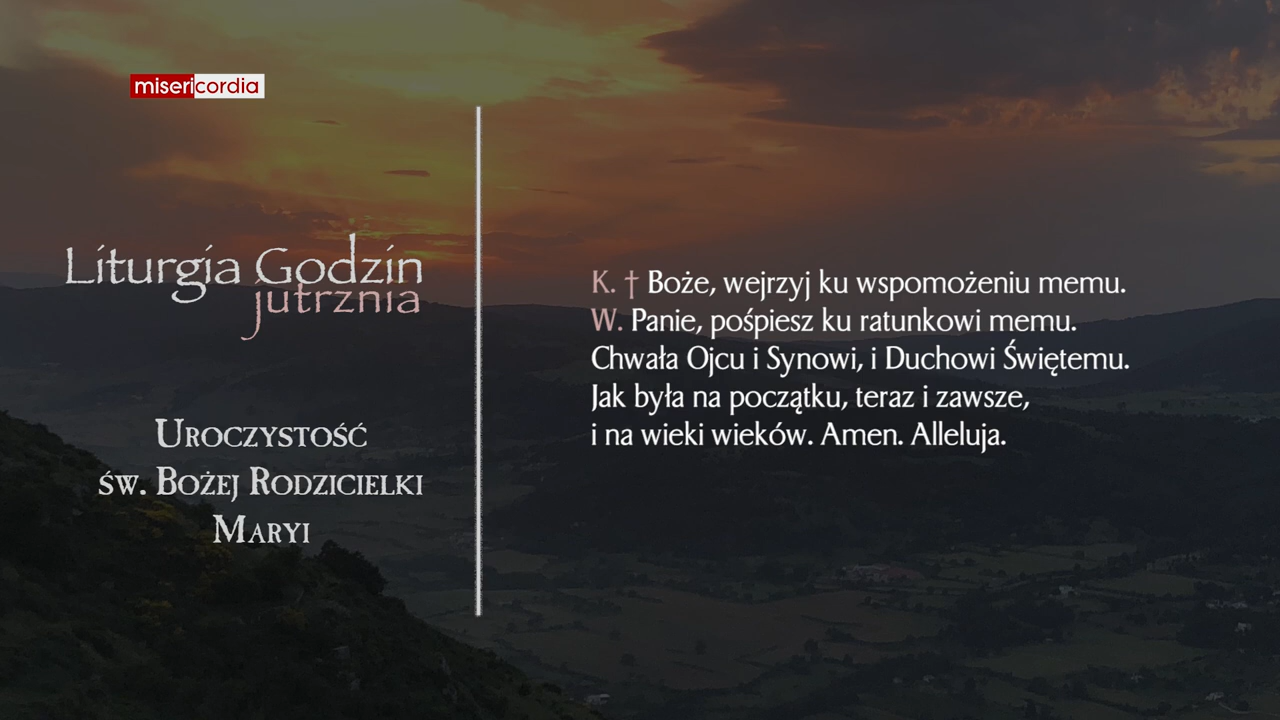 misericordia
Liturgia Godzin
jutrznia
Uroczystość
św. Bożej Rodzicielki
Maryi
K. † Boże, wejrzyj ku wspomożeniu memu.
W. Panie, pośpiesz ku ratunkowi memu.
Chwała Ojcu i Synowi, i Duchowi Świętemu.
Jak była na początku, teraz i zawsze,
i na wieki wieków. Amen. Alleluja.